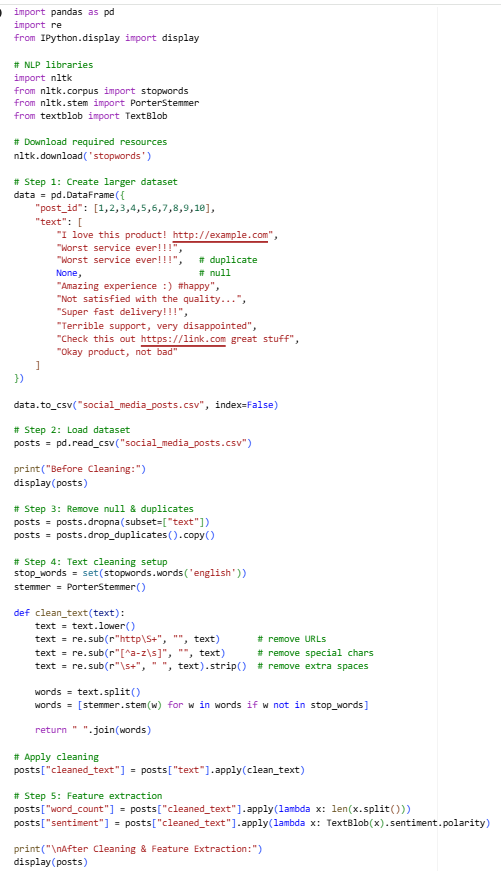 import pandas as pd
import re
from IPython.display import display

# NLP libraries
import nltk
from nltk.corpus import stopwords
from nltk.stem import PorterStemmer
from textblob import TextBlob

# Download required resources
nltk.download('stopwords')

# Step 1: Create larger dataset
data = pd.DataFrame({
    "post_id": [1,2,3,4,5,6,7,8,9,10],
    "text": [
        "I love this product! http://example.com",
        "Worst service ever!!!",
        "Worst service ever!!!",   # duplicate
        None,                      # null
        "Amazing experience :) #happy",
        "Not satisfied with the quality...",
        "Super fast delivery!!!",
        "Terrible support, very disappointed",
        "Check this out https://link.com great stuff",
        "Okay product, not bad"
    ]
})

data.to_csv("social_media_posts.csv", index=False)

# Step 2: Load dataset
posts = pd.read_csv("social_media_posts.csv")

print("Before Cleaning:")
display(posts)

# Step 3: Remove null & duplicates
posts = posts.dropna(subset=["text"])
posts = posts.drop_duplicates().copy()

# Step 4: Text cleaning setup
stop_words = set(stopwords.words('english'))
stemmer = PorterStemmer()

def clean_text(text):
    text = text.lower()
    text = re.sub(r"http\S+", "", text)       # remove URLs
    text = re.sub(r"[^a-z\s]", "", text)      # remove special chars
    text = re.sub(r"\s+", " ", text).strip()  # remove extra spaces

    words = text.split()
    words = [stemmer.stem(w) for w in words if w not in stop_words]

    return " ".join(words)

# Apply cleaning
posts["cleaned_text"] = posts["text"].apply(clean_text)

# Step 5: Feature extraction
posts["word_count"] = posts["cleaned_text"].apply(lambda x: len(x.split()))
posts["sentiment"] = posts["cleaned_text"].apply(lambda x: TextBlob(x).sentiment.polarity)

print("\nAfter Cleaning & Feature Extraction:")
display(posts)